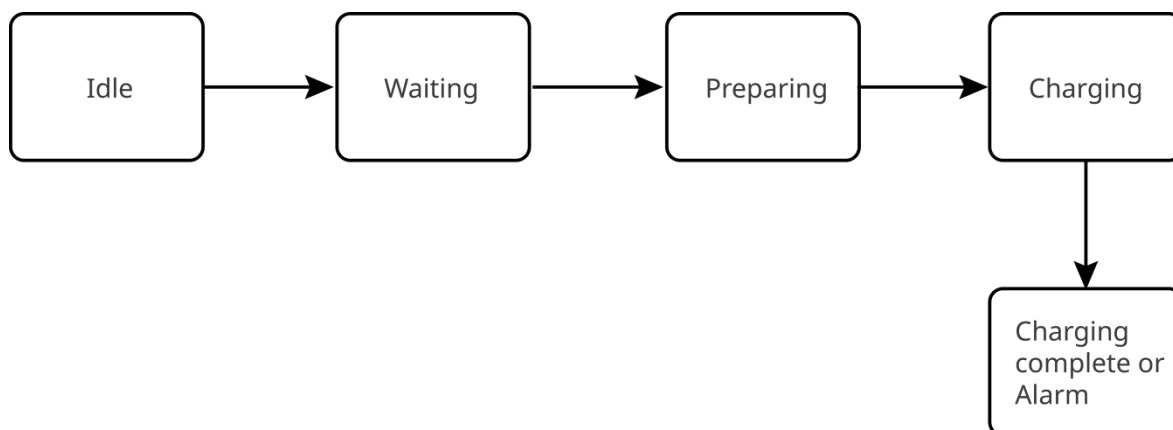 Idle
Waiting
Preparing
Charging
Charging
complete or
Alarm